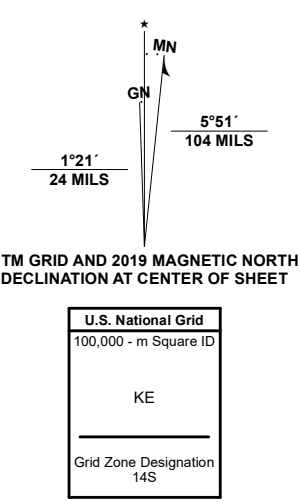 ★
MN
GN
5°51´
104 MILS
1°21´
24 MILS
TM GRID AND 2019 MAGNETIC NORTH
DECLINATION AT CENTER OF SHEET
U.S. National Grid
100,000 - m Square ID
KE
Grid Zone Designation
14S